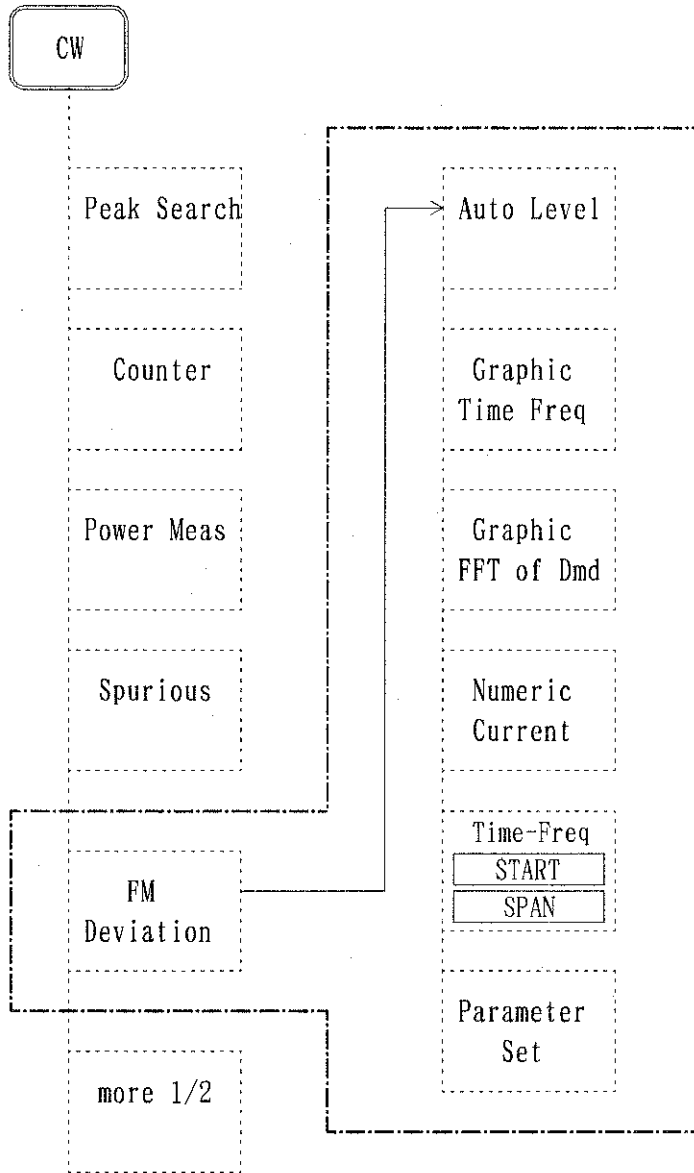 CW
Peak Search
Counter
Power Meas
Spurious
FM
Deviation
more 1/2
Auto Level
Graphic
Time Freq
Graphic
FFT of Dmd
Numeric
Current
Time-Freq
START
SPAN
Parameter
Set